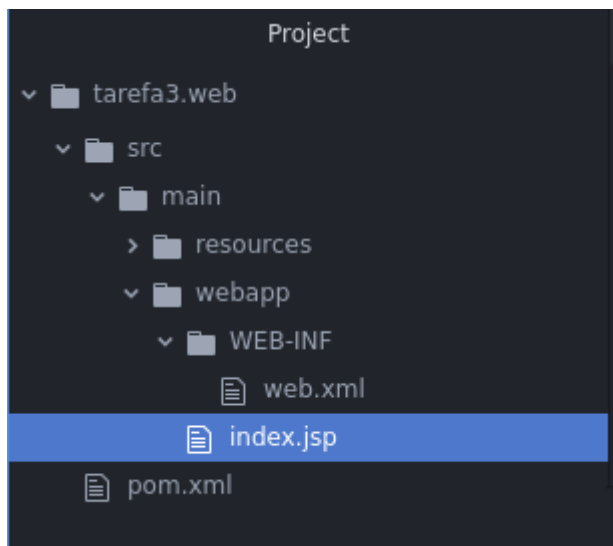 Project
tarefa3.web
src
main
resources
webapp
WEB-INF
web.xml
index.jsp
pom.xml